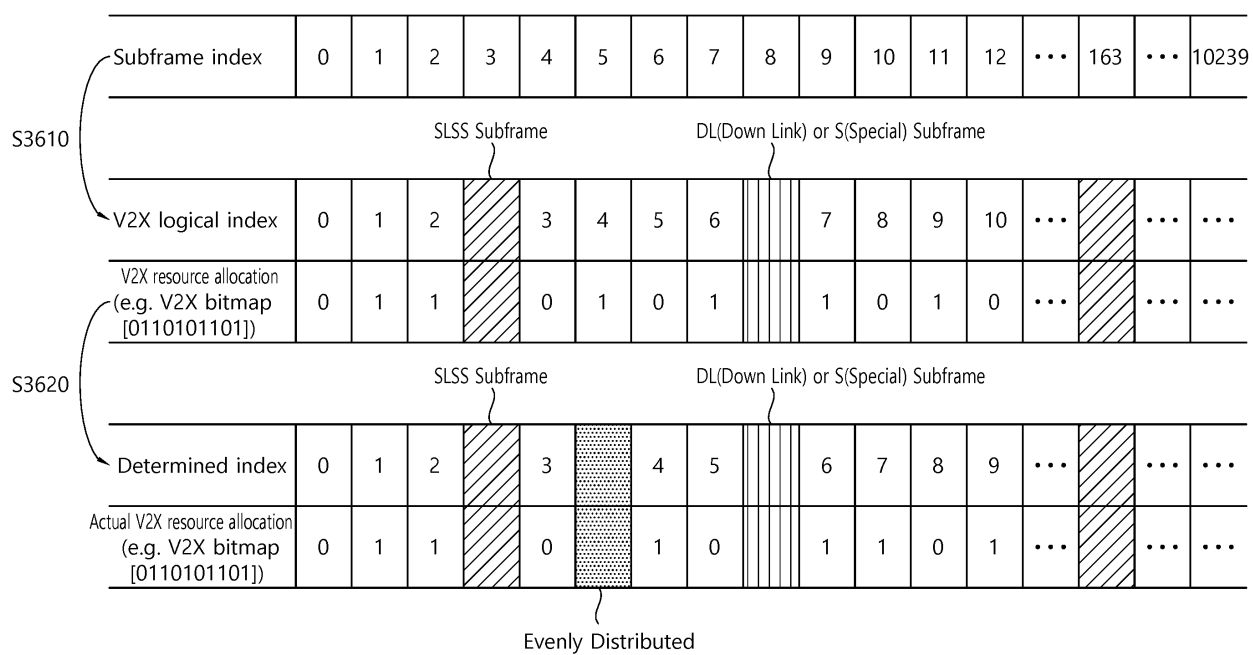 Subframe index 0 1 2 3 4 5 6 7 8 9 10 11 12 ••• 163 ••• 10239
S3610
SLSS Subframe DL(Down Link) or S(Special) Subframe
V2X logical index 0 1 2 3 4 5 6 7 8 9 10 ••• ••• •••
V2X resource allocation
(e.g. V2X bitmap 0 1 1 0 1 0 1 1 0 1 0 ••• ••• •••
[0110101101])
S3620
SLSS Subframe DL(Down Link) or S(Special) Subframe
Determined index 0 1 2 3 4 5 6 7 8 9 ••• ••• •••
Actual V2X resource allocation
(e.g. V2X bitmap 0 1 1 0 1 0 1 1 0 1 ••• ••• •••
[0110101101])
Evenly Distributed